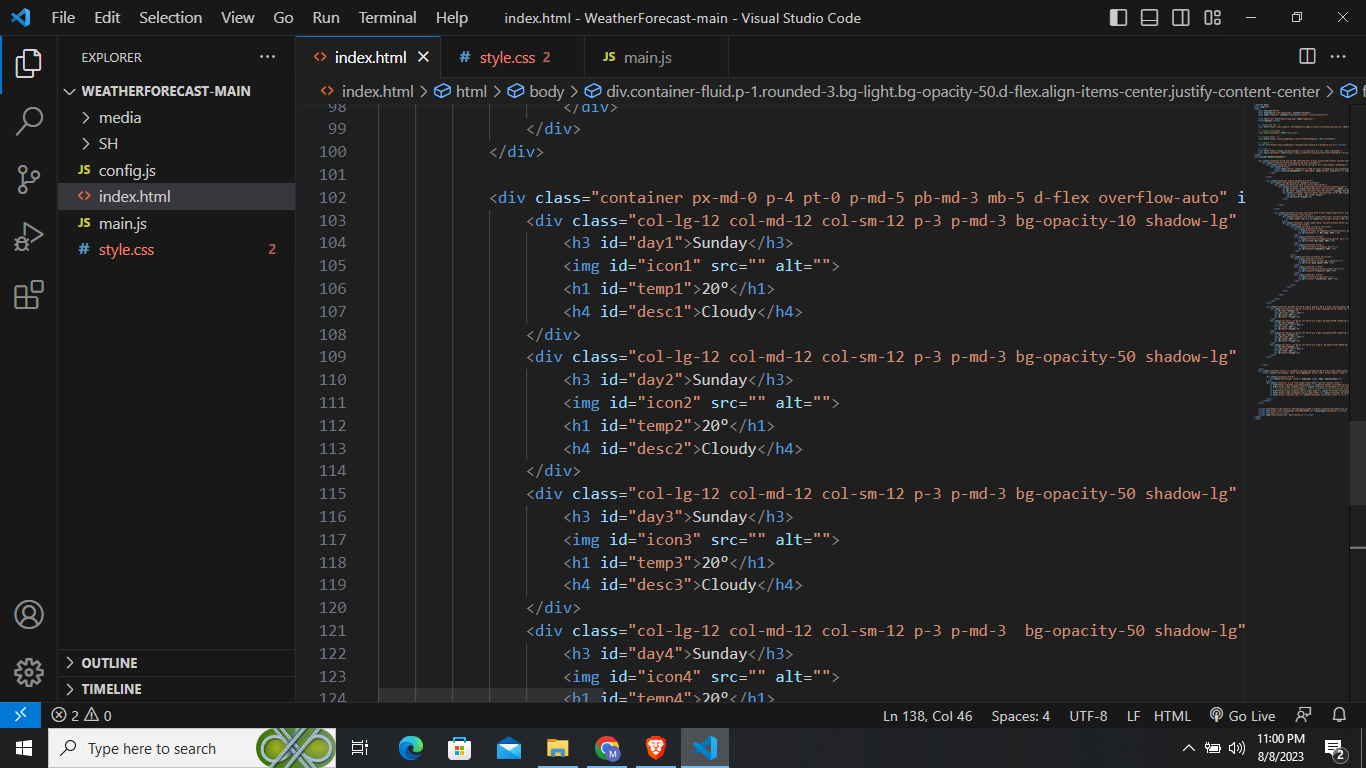 File Edit Selection View Go Run Terminal Help index.html - WeatherForecast-main - Visual Studio Code
EXPLORER
WEATHERFORECAST-MAIN
media
SH
JS config.js
index.html
JS main.js
# style.css 2
OUTLINE
TIMELINE
index.html # style.css 2 JS main.js
index.html > html > body > div.container-fluid.p-1.rounded-3.bg-light.bg-opacity-50.d-flex.align-items-center.justify-content-center >
98 </div>
99 </div>
100 </div>
101
102 <div class="container px-md-0 p-4 pt-0 p-md-5 pb-md-3 mb-5 d-flex overflow-auto" i
103 <div class="col-lg-12 col-md-12 col-sm-12 p-3 p-md-3 bg-opacity-10 shadow-lg"
104 <h3 id="day1">Sunday</h3>
105 <img id="icon1" src="" alt="">
106 <h1 id="temp1">20º</h1>
107 <h4 id="desc1">Cloudy</h4>
108 </div>
109 <div class="col-lg-12 col-md-12 col-sm-12 p-3 p-md-3 bg-opacity-50 shadow-lg"
110 <h3 id="day2">Sunday</h3>
111 <img id="icon2" src="" alt="">
112 <h1 id="temp2">20º</h1>
113 <h4 id="desc2">Cloudy</h4>
114 </div>
115 <div class="col-lg-12 col-md-12 col-sm-12 p-3 p-md-3 bg-opacity-50 shadow-lg"
116 <h3 id="day3">Sunday</h3>
117 <img id="icon3" src="" alt="">
118 <h1 id="temp3">20º</h1>
119 <h4 id="desc3">Cloudy</h4>
120 </div>
121 <div class="col-lg-12 col-md-12 col-sm-12 p-3 p-md-3  bg-opacity-50 shadow-lg"
122 <h3 id="day4">Sunday</h3>
123 <img id="icon4" src="" alt="">
124 <h1 id="temp4">20º</h1>
2 0 Ln 138, Col 46 Spaces: 4 UTF-8 LF HTML Go Live
Type here to search
11:00 PM
8/8/2023
2